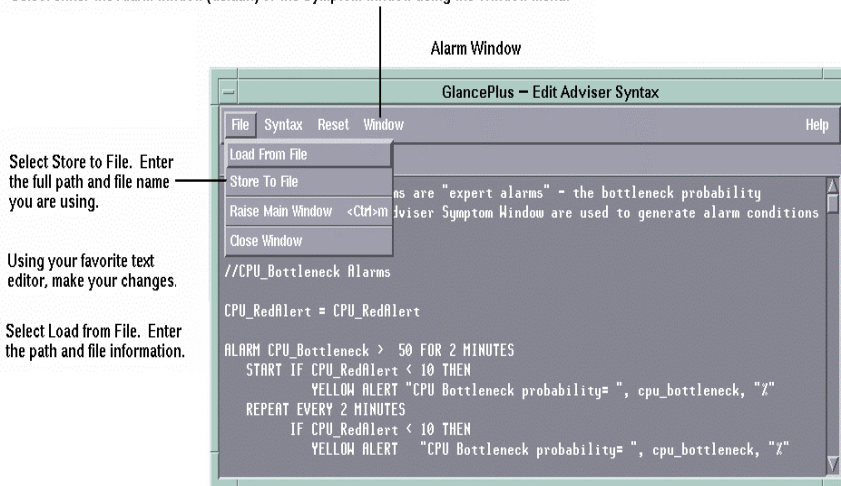 Select either the Alarm window (default) or the Symptom window using the Window menu.
Alarm Window
GlancePlus – Edit Adviser Syntax
File Syntax Reset Window Help
Load From File
Store To File
Raise Main Window <Ctrl>m
Close Window
Select Store to File. Enter
the full path and file name
you are using.
Using your favorite text
editor, make your changes.
Select Load from File. Enter
the path and file information.
ms are "expert alarms" - the bottleneck probability
dviser Symptom Window are used to generate alarm conditions
//CPU_Bottleneck Alarms
CPU_RedAlert = CPU_RedAlert
ALARM CPU_Bottleneck > 50 FOR 2 MINUTES
START IF CPU_RedAlert < 10 THEN
YELLOW ALERT "CPU Bottleneck probability= ", cpu_bottleneck, "%"
REPEAT EVERY 2 MINUTES
IF CPU_RedAlert < 10 THEN
YELLOW ALERT "CPU Bottleneck probability= ", cpu_bottleneck, "%"